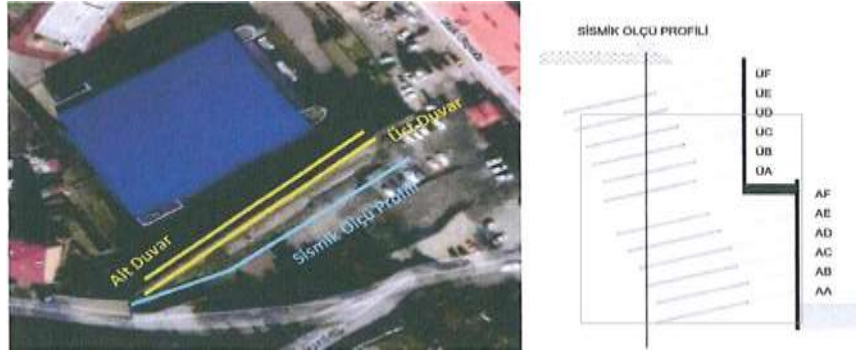 Üst Duvar
Alt Duvar
Sismik Ölçü Profili
SİSMİK ÖLÇÜ PROFİLİ
ÜF
ÜE
ÜD
ÜC
ÜB
ÜA
AF
AE
AD
AC
AB
AA